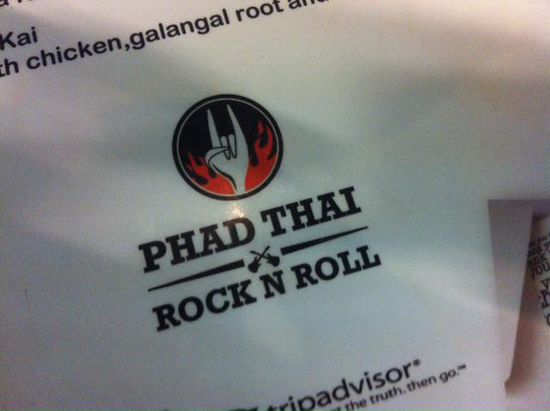 Kai
th chicken,galangal root and
PHAD THAI
ROCK N ROLL
tripadvisor®
the truth. then go.™